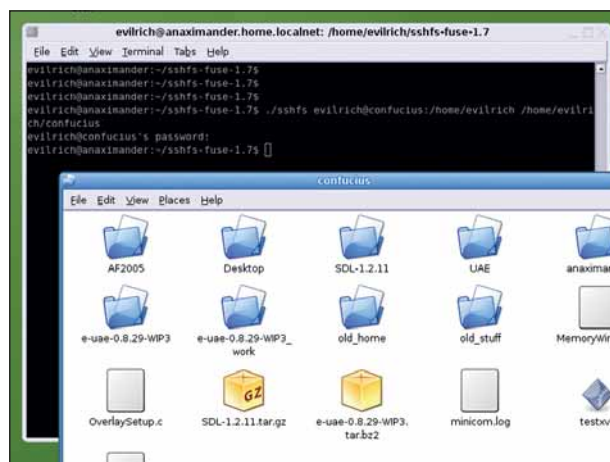 evilrich@anaximander.home.localnet: /home/evilrich/sshfs-fuse-1.7
File Edit View Terminal Tabs Help
evilrich@anaximander:~/sshfs-fuse-1.7$
evilrich@anaximander:~/sshfs-fuse-1.7$
evilrich@anaximander:~/sshfs-fuse-1.7$
evilrich@anaximander:~/sshfs-fuse-1.7$ ./sshfs evilrich@confucius:/home/evilrich /home/evilri
ch/confucius
evilrich@confucius's password:
evilrich@anaximander:~/sshfs-fuse-1.7$
confucius
File Edit View Places Help
AF2005 Desktop SDL-1.2.11 UAE anaximan
e-uae-0.8.29-WIP3 e-uae-0.8.29-WIP3_ old_home old_stuff MemoryWin
work
GZ
OverlaySetup.c SDL-1.2.11.tar.gz e-uae-0.8.29-WIP3. minicom.log testxv
tar.bz2